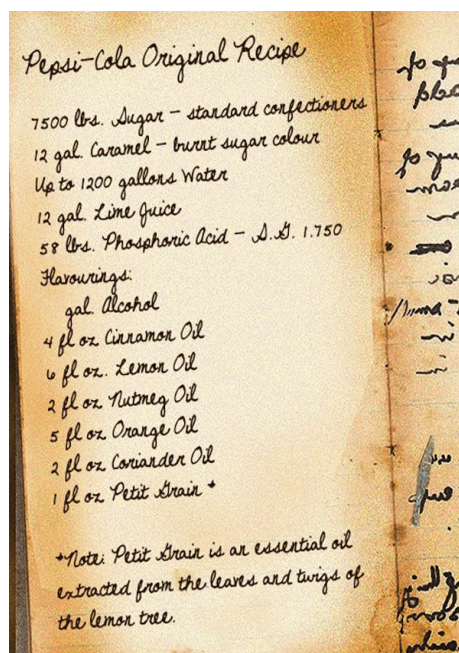 Pepsi-Cola Original Recipe
7500 lbs. Sugar – standard confectioners
12 gal. Caramel – burnt sugar colour
Up to 1200 gallons Water
12 gal. Lime Juice
58 lbs. Phosphoric Acid – S.G. 1.750
Flavourings:
gal. Alcohol
4 fl oz Cinnamon Oil
6 fl oz. Lemon Oil
2 fl oz Nutmeg Oil
5 fl oz Orange Oil
2 fl oz Coriander Oil
1 fl oz Petit Grain *
*Note: Petit Grain is an essential oil
extracted from the leaves and twigs of
the lemon tree.